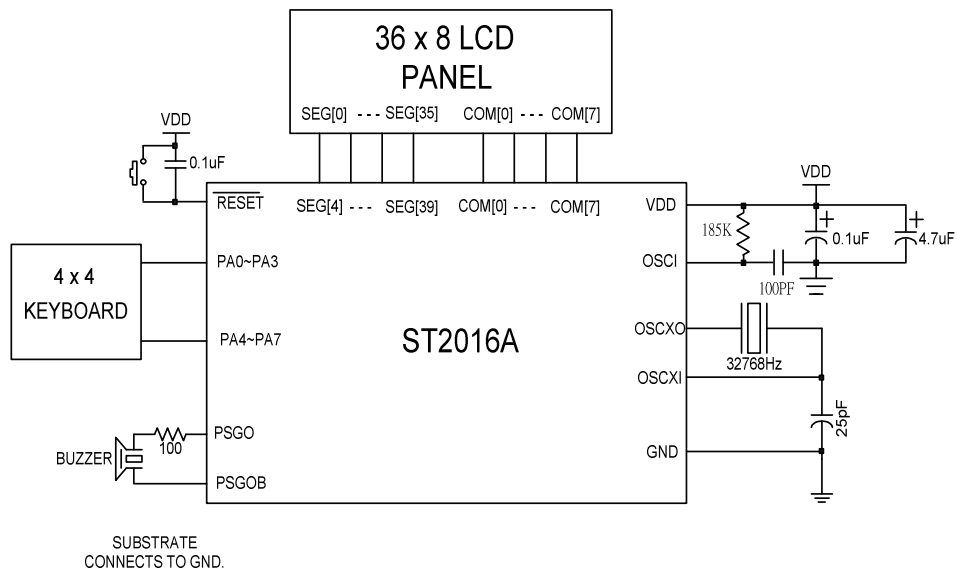 36 x 8 LCD
PANEL
SEG[0] - - - SEG[35] COM[0] - - - COM[7]
VDD
0.1uF
RESET
SEG[4] - - - SEG[39] COM[0] - - - COM[7]
VDD
VDD
185K
+
0.1uF
+
4.7uF
OSCI
100PF
4 x 4
KEYBOARD
PA0~PA3
PA4~PA7
ST2016A
OSCXO
32768Hz
OSCXI
25pF
GND
PSGO
100
BUZZER
PSGOB
SUBSTRATE
CONNECTS TO GND.